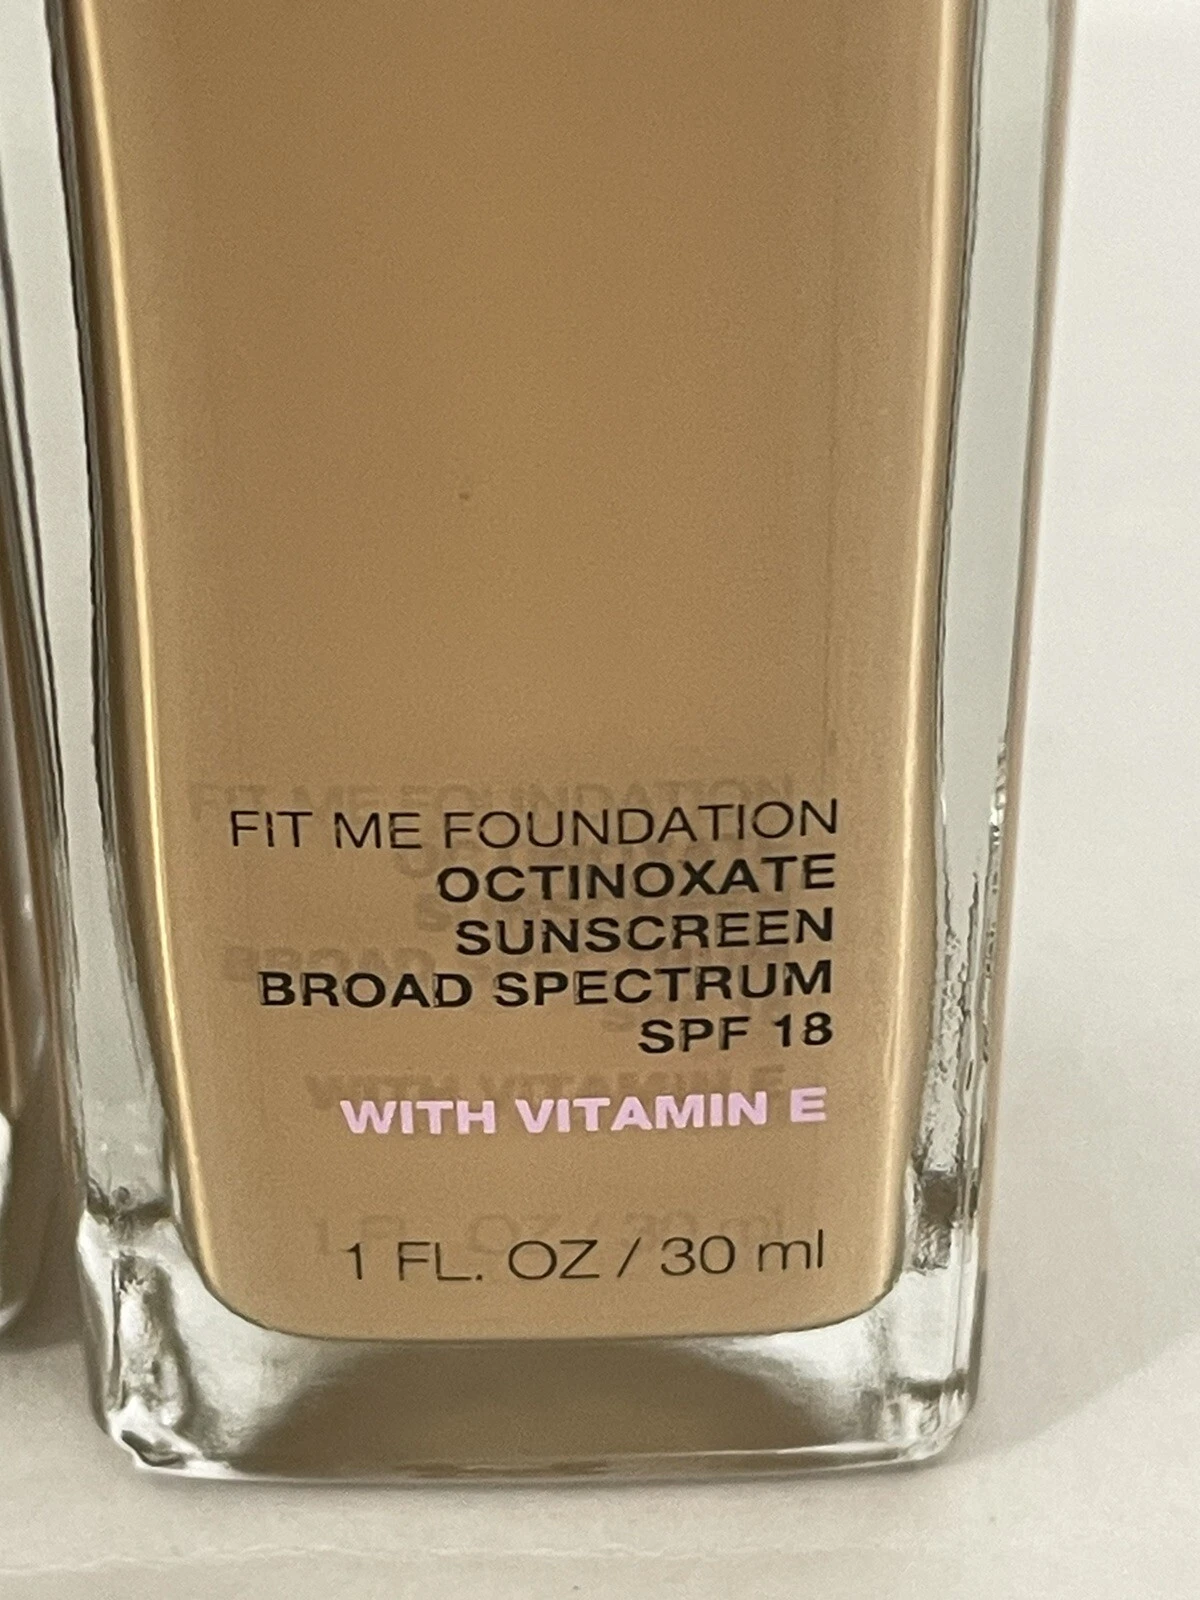 FIT ME FOUNDATION
OCTINOXATE
SUNSCREEN
BROAD SPECTRUM
SPF 18
WITH VITAMIN E
1 FL. OZ / 30 ml